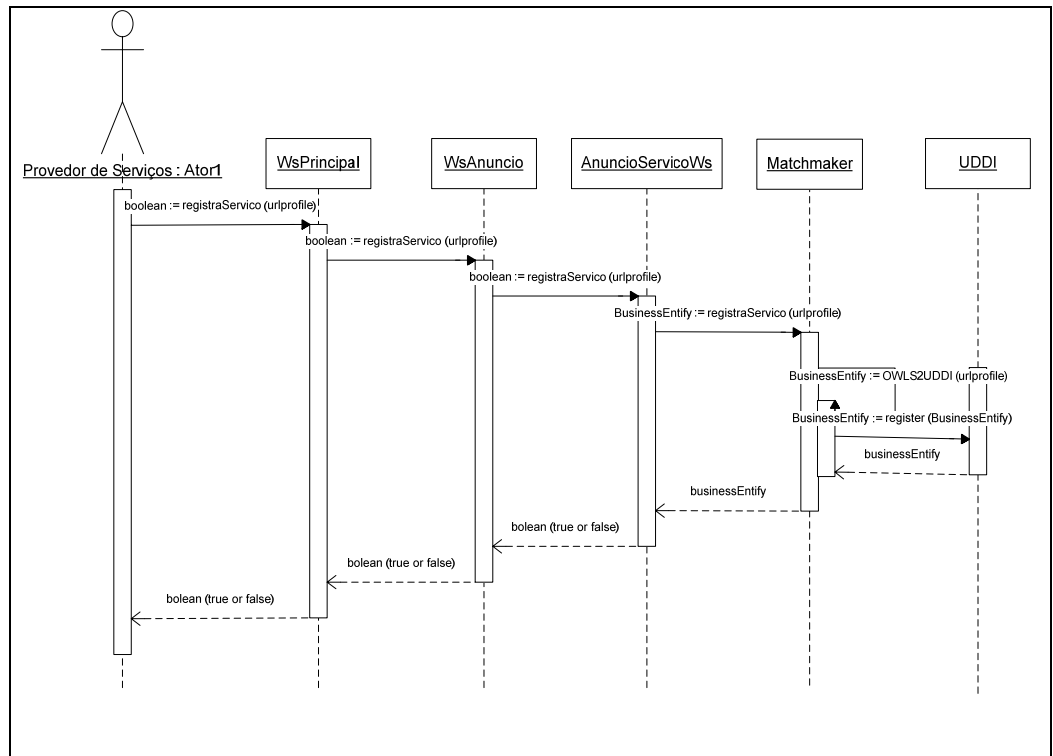 Provedor de Serviços : Ator1
WsPrincipal
WsAnuncio
AnuncioServicoWs
Matchmaker
UDDI
boolean := registraServico (urlprofile)
boolean := registraServico (urlprofile)
boolean := registraServico (urlprofile)
BusinessEntify := registraServico (urlprofile)
BusinessEntify := OWLS2UDDI (urlprofile)
BusinessEntify := register (BusinessEntify)
businessEntify
businessEntify
bolean (true or false)
bolean (true or false)
bolean (true or false)